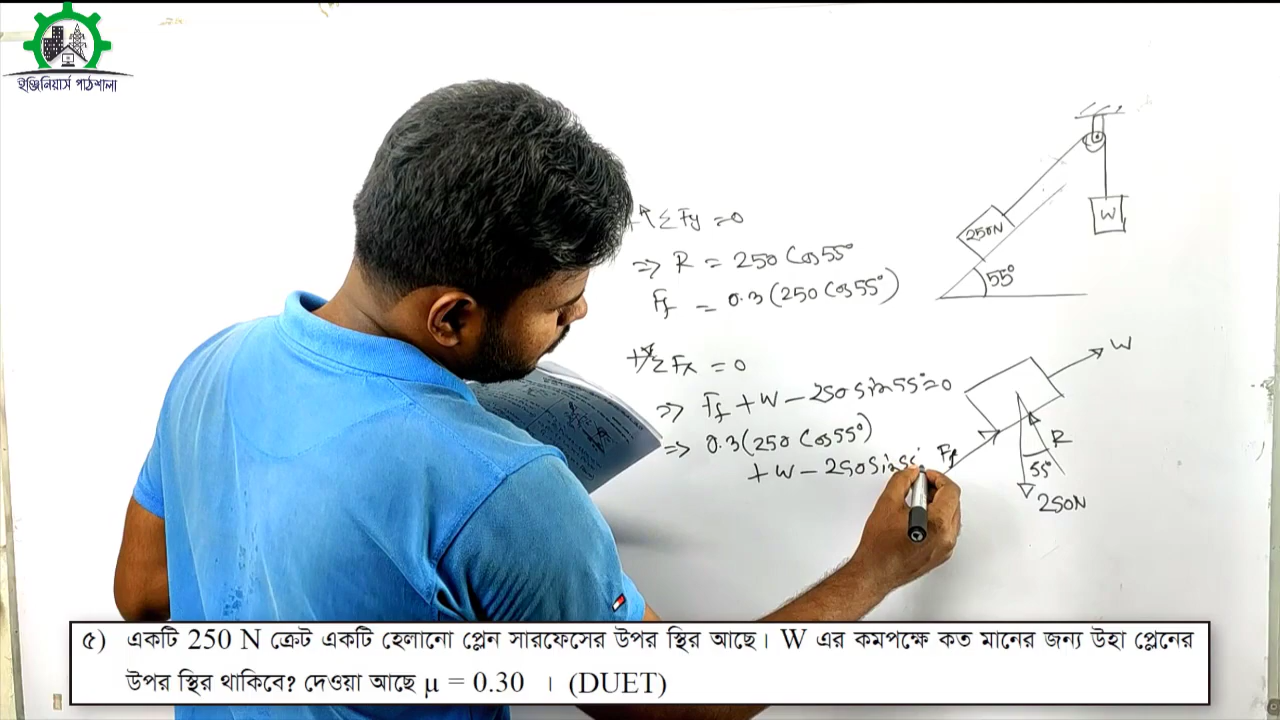 ইঞ্জিনিয়ার্স পাঠশালা
+↑ΣFy = 0
⇒ R = 250 Cos55°
Ff = 0.3(250 Cos55°)
+↗ΣFx = 0
⇒ Ff + W − 250 sin55° = 0
⇒ 0.3(250 Cos55°)
+ W − 250 Sin55°
250N
W
55°
W
Ff
R
55°
250N
৫) একটি 250 N ক্রেট একটি হেলানো প্লেন সারফেসের উপর স্থির আছে। W এর কমপক্ষে কত মানের জন্য উহা প্লেনের
উপর স্থির থাকিবে? দেওয়া আছে μ = 0.30 । (DUET)